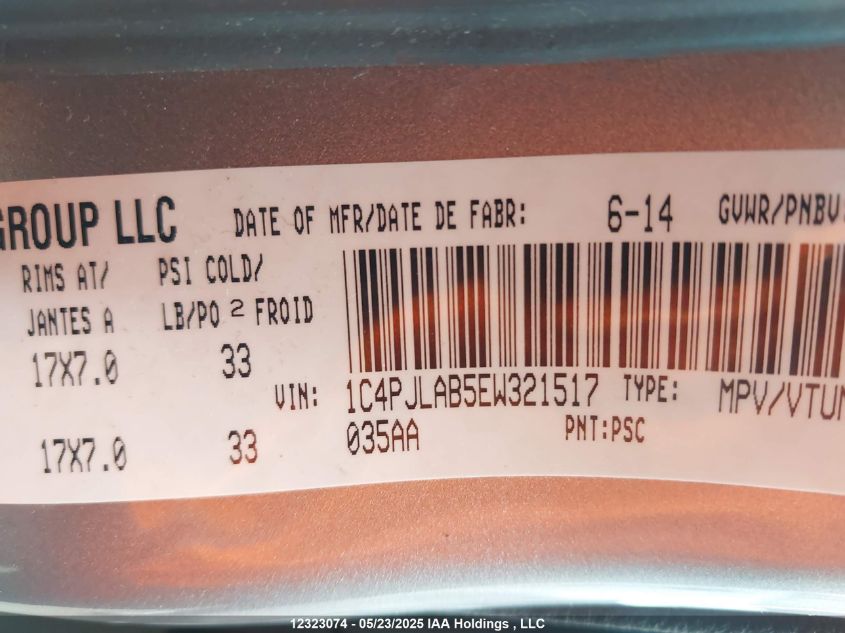 GROUP LLC DATE OF MFR/DATE DE FABR: 6-14 GVWR/PNBV:
RIMS AT/ PSI COLD/
JANTES A LB/PO 2 FROID
17X7.0 33
VIN: 1C4PJLAB5EW321517 TYPE: MPV/VTUM
17X7.0 33 035AA PNT:PSC
12323074 - 05/23/2025 IAA Holdings , LLC